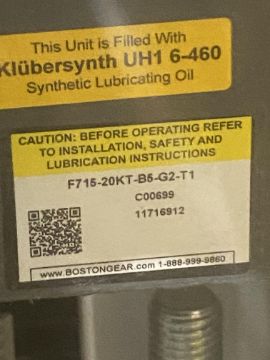 This Unit is Filled With
Klübersynth UH1 6-460
Synthetic Lubricating Oil
CAUTION: BEFORE OPERATING REFER
TO INSTALLATION, SAFETY AND
LUBRICATION INSTRUCTIONS
F715-20KT-B5-G2-T1
C00699
11716912
www.BOSTONGEAR.com 1-888-999-9860